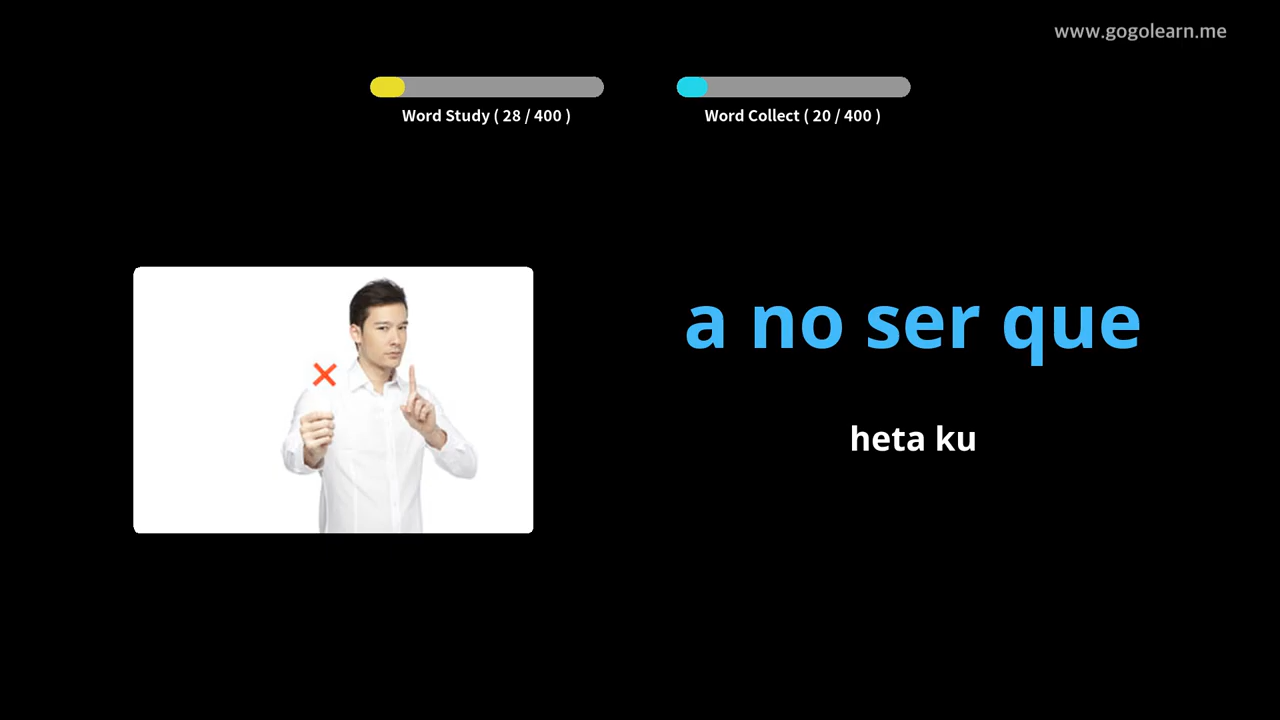 www.gogolearn.me
Word Study ( 28 / 400 )
Word Collect ( 20 / 400 )
a no ser que
heta ku